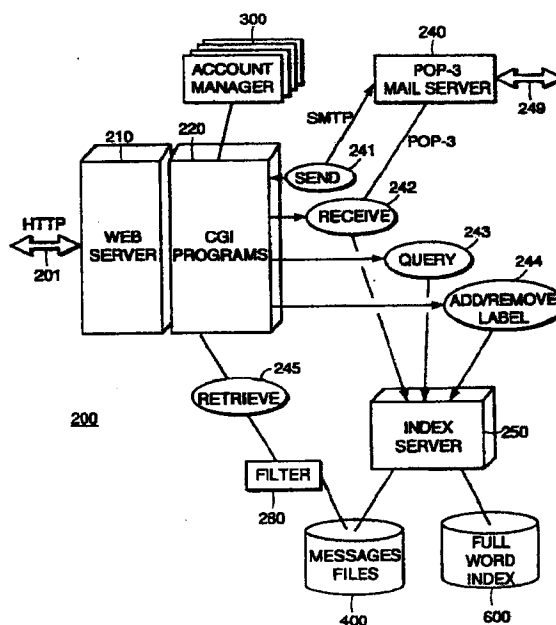 300
ACCOUNT
MANAGER
240
POP-3
MAIL SERVER
249
SMTP
POP-3
210
220
241
SEND
242
RECEIVE
HTTP
201
WEB
SERVER
CGI
PROGRAMS
243
QUERY
244
ADD/REMOVE
LABEL
245
RETRIEVE
200
INDEX
SERVER
250
FILTER
280
MESSAGES
FILES
400
FULL
WORD
INDEX
600